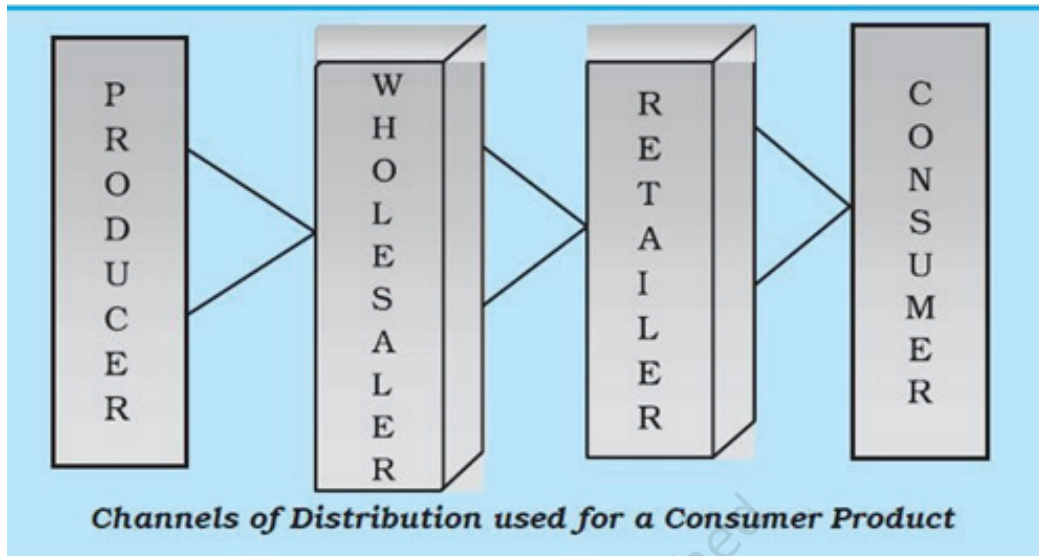 PRODUCER
WHOLESALER
RETAILER
CONSUMER
Channels of Distribution used for a Consumer Product